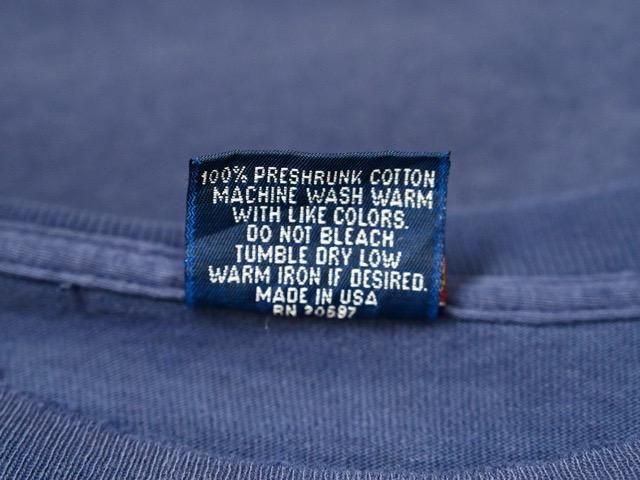 100% PRESHRUNK COTTON
MACHINE WASH WARM
WITH LIKE COLORS.
DO NOT BLEACH
TUMBLE DRY LOW
WARM IRON IF DESIRED.
MADE IN USA
RN